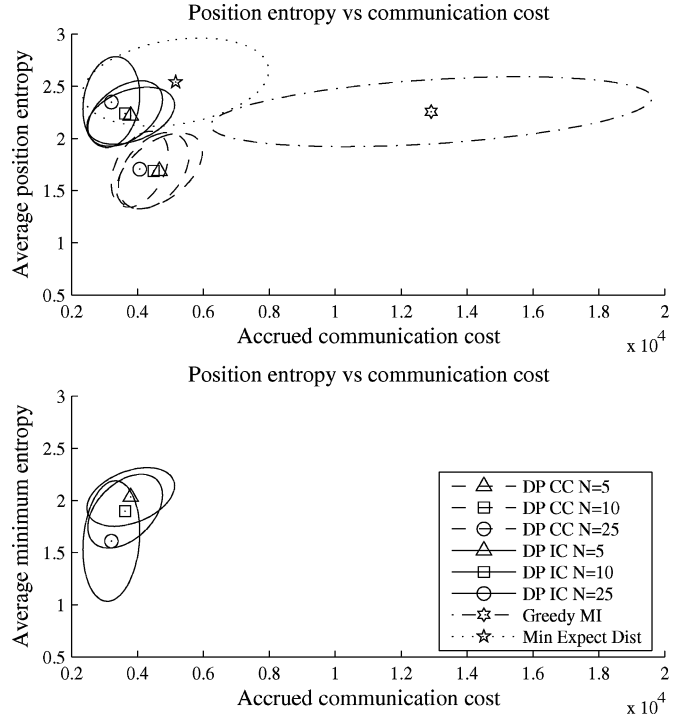 Position entropy vs communication cost
3
2.5
2
1.5
1
0.5
Average position entropy
0.2 0.4 0.6 0.8 1 1.2 1.4 1.6 1.8 2
Accrued communication cost
x 10^4
Position entropy vs communication cost
3
2.5
2
1.5
1
0.5
Average minimum entropy
DP CC N=5
DP CC N=10
DP CC N=25
DP IC N=5
DP IC N=10
DP IC N=25
Greedy MI
Min Expect Dist
0.2 0.4 0.6 0.8 1 1.2 1.4 1.6 1.8 2
Accrued communication cost
x 10^4